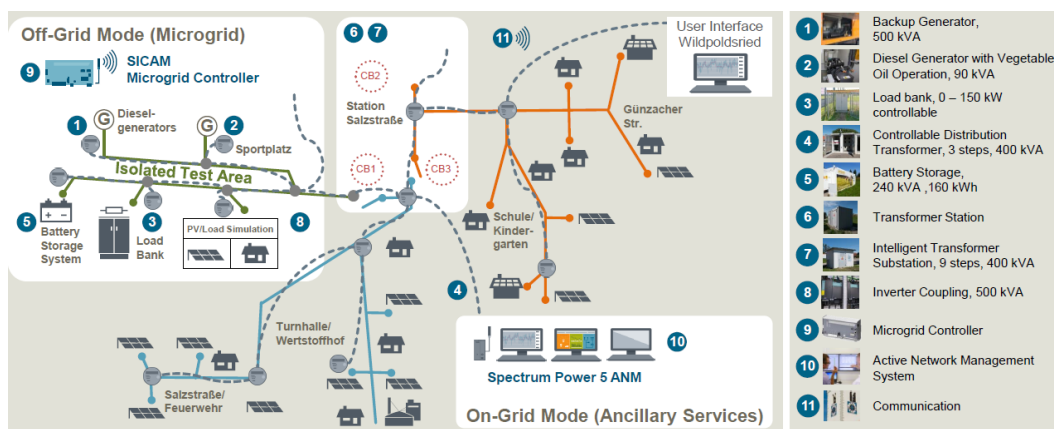 Off-Grid Mode (Microgrid)
9
SICAM
Microgrid Controller
1
G
Diesel-
generators
G
2
Sportplatz
Isolated Test Area
5
Battery
Storage
System
3
Load
Bank
PV/Load Simulation
8
6 7
CB2
Station
Salzstraße
CB1
CB3
11
User Interface
Wildpoldsried
Günzacher
Str.
Schule/
Kinder-
garten
4
Turnhalle/
Wertstoffhof
Salzstraße/
Feuerwehr
10
Spectrum Power 5 ANM
On-Grid Mode (Ancillary Services)
1 Backup Generator,
500 kVA
2 Diesel Generator with Vegetable
Oil Operation, 90 kVA
3 Load bank, 0 – 150 kW
controllable
4 Controllable Distribution
Transformer, 3 steps, 400 kVA
5 Battery Storage,
240 kVA ,160 kWh
6 Transformer Station
7 Intelligent Transformer
Substation, 9 steps, 400 kVA
8 Inverter Coupling, 500 kVA
9 Microgrid Controller
10 Active Network Management
System
11 Communication